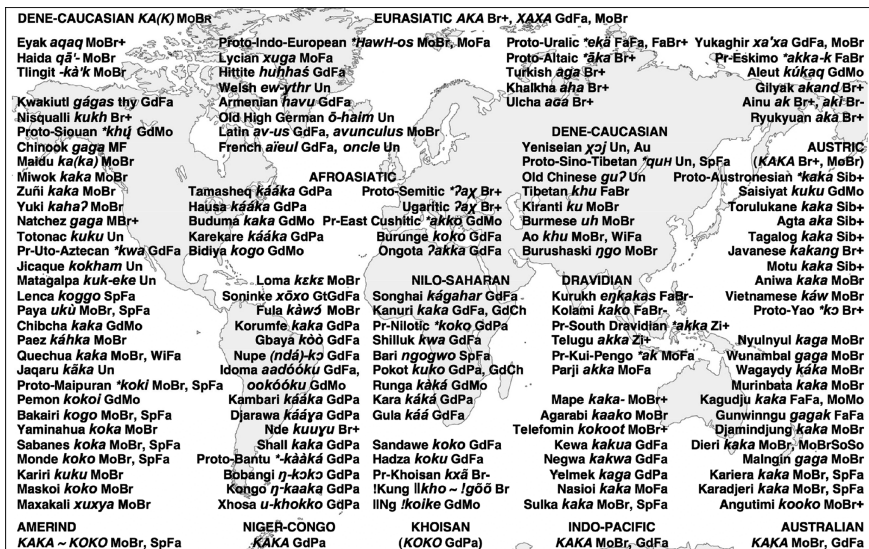 DENE-CAUCASIAN KA(K) MoBr
EURASIATIC AKA Br+, XAXA GdFa, MoBr
Eyak aqaq MoBr+
Haida qā'- MoBr
Tlingit -kà'k MoBr
Kwakiutl gágas thy GdFa
Nisqualli kukh Br+
Proto-Siouan *khų́ GdMo
Chinook gaga MF
Maidu ka(ka) MoBr
Miwok kaka MoBr
Zuñi kaka MoBr
Yuki kahaʔ MoBr
Natchez gaga MBr+
Totonac kuku Un
Pr-Uto-Aztecan *kwa GdFa
Jicaque kokham Un
Matagalpa kuk-eke Un
Lenca koggo SpFa
Paya ukù MoBr, SpFa
Chibcha kaka GdMo
Paez káhka MoBr
Quechua kaka MoBr, WiFa
Jaqaru kāka Un
Proto-Maipuran *koki MoBr, SpFa
Pemon kokoi GdMo
Bakairi kogo MoBr, SpFa
Yaminahua koka MoBr
Sabanes koka MoBr, SpFa
Monde koko MoBr, SpFa
Kariri kuku MoBr
Maskoi koko MoBr
Maxakali xuxya MoBr
AMERIND
KAKA ~ KOKO MoBr, SpFa
Proto-Indo-European *HawH-os MoBr, MoFa
Lycian xuga MoFa
Hittite huhhaš GdFa
Welsh ew-ythr Un
Armenian havu GdFa
Old High German ō-haim Un
Latin av-us GdFa, avunculus MoBr
French aïeul GdFa, oncle Un
Proto-Uralic *ekä FaFa, FaBr+
Proto-Altaic *āka Br+
Turkish aga Br+
Khalkha aha Br+
Ulcha aga Br+
Yukaghir xa'xa GdFa, MoBr
Pr-Eskimo *akka-k FaBr
Aleut kúkaq GdMo
Gilyak akand Br+
Ainu ak Br+, aki Br-
Ryukyuan aka Br+
DENE-CAUCASIAN
Yeniseian χɔj Un, Au
Proto-Sino-Tibetan *quH Un, SpFa
Old Chinese guʔ Un
Tibetan khu FaBr
Kiranti ku MoBr
Burmese uh MoBr
Ao khu MoBr, WiFa
Burushaski ŋgo MoBr
AUSTRIC
(KAKA Br+, MoBr)
Proto-Austronesian *kaka Sib+
Saisiyat kuku GdMo
Torulukane kaka Sib+
Agta aka Sib+
Tagalog kaka Sib+
Javanese kakang Br+
Motu kaka Sib+
Aniwa kaka MoBr
Vietnamese káw MoBr
Proto-Yao *kɔ Br+
AFROASIATIC
Tamasheq kááka GdPa
Hausa kááka GdPa
Buduma kaka GdMo
Karekare kááka GdPa
Bidiya kogo GdMo
Proto-Semitic *ʔaχ Br+
Ugaritic ʔaχ Br+
Pr-East Cushitic *akko GdMo
Burunge koko GdFa
Ongota ʔakka GdFa
Loma kɛkɛ MoBr
Soninke xõxo GtGdFa
Fula kàwɔ́ MoBr
Korumfe kaka GdPa
Gbaya kòò GdFa
Nupe (ndá)-kɔ GdFa
Idoma aadóóku GdFa,
ookóóku GdMo
Kambari kááka GdPa
Djarawa kááɣa GdPa
Nde kuuɣu Br+
Shall kaka GdPa
Proto-Bantu *-kààká GdPa
Bobangi ŋ-kɔkɔ GdPa
Kongo ŋ-kaaka GdPa
Xhosa u-khokko GdPa
NIGER-CONGO
KAKA GdPa
NILO-SAHARAN
Songhai kágahar GdFa
Kanuri kaka GdFa, GdCh
Pr-Nilotic *koko GdPa
Shilluk kwa GdFa
Bari ngogwo SpFa
Pokot kuko GdPa, GdCh
Runga kàká GdMo
Kara káká GdPa
Gula káá GdFa
Sandawe koko GdFa
Hadza koku GdFa
Pr-Khoisan *kxã Br-
!Kung ǁkho ~ !gõõ Br
ǁNg !koike GdMo
KHOISAN
(KOKO GdPa)
DRAVIDIAN
Kurukh eŋkakas FaBr-
Kolami kako FaBr-
Pr-South Dravidian *akka Zi+
Telugu akka Zi+
Pr-Kui-Pengo *ak MoFa
Parji akka MoFa
Mape kaka- MoBr+
Agarabi kaako MoBr
Telefomin kokoot MoBr+
Kewa kakua GdFa
Negwa kakwa GdFa
Yelmek kaga GdPa
Nasioi kaka MoFa
Sulka kaka MoBr, SpFa
INDO-PACIFIC
KAKA MoBr, GdFa
Nyulnyul kaga MoBr
Wunambal gaga MoBr
Wagaydy káka MoBr
Murinbata kaka MoBr
Kagudju kaka FaFa, MoMo
Gunwinngu gagak FaFa
Djamindjung kaka MoBr
Dieri kaka MoBr, MoBrSoSo
Malngin gaga MoBr
Kariera kaka MoBr, SpFa
Karadjeri kaka MoBr, SpFa
Angutimi kooko MoBr+
AUSTRALIAN
KAKA MoBr, GdFa